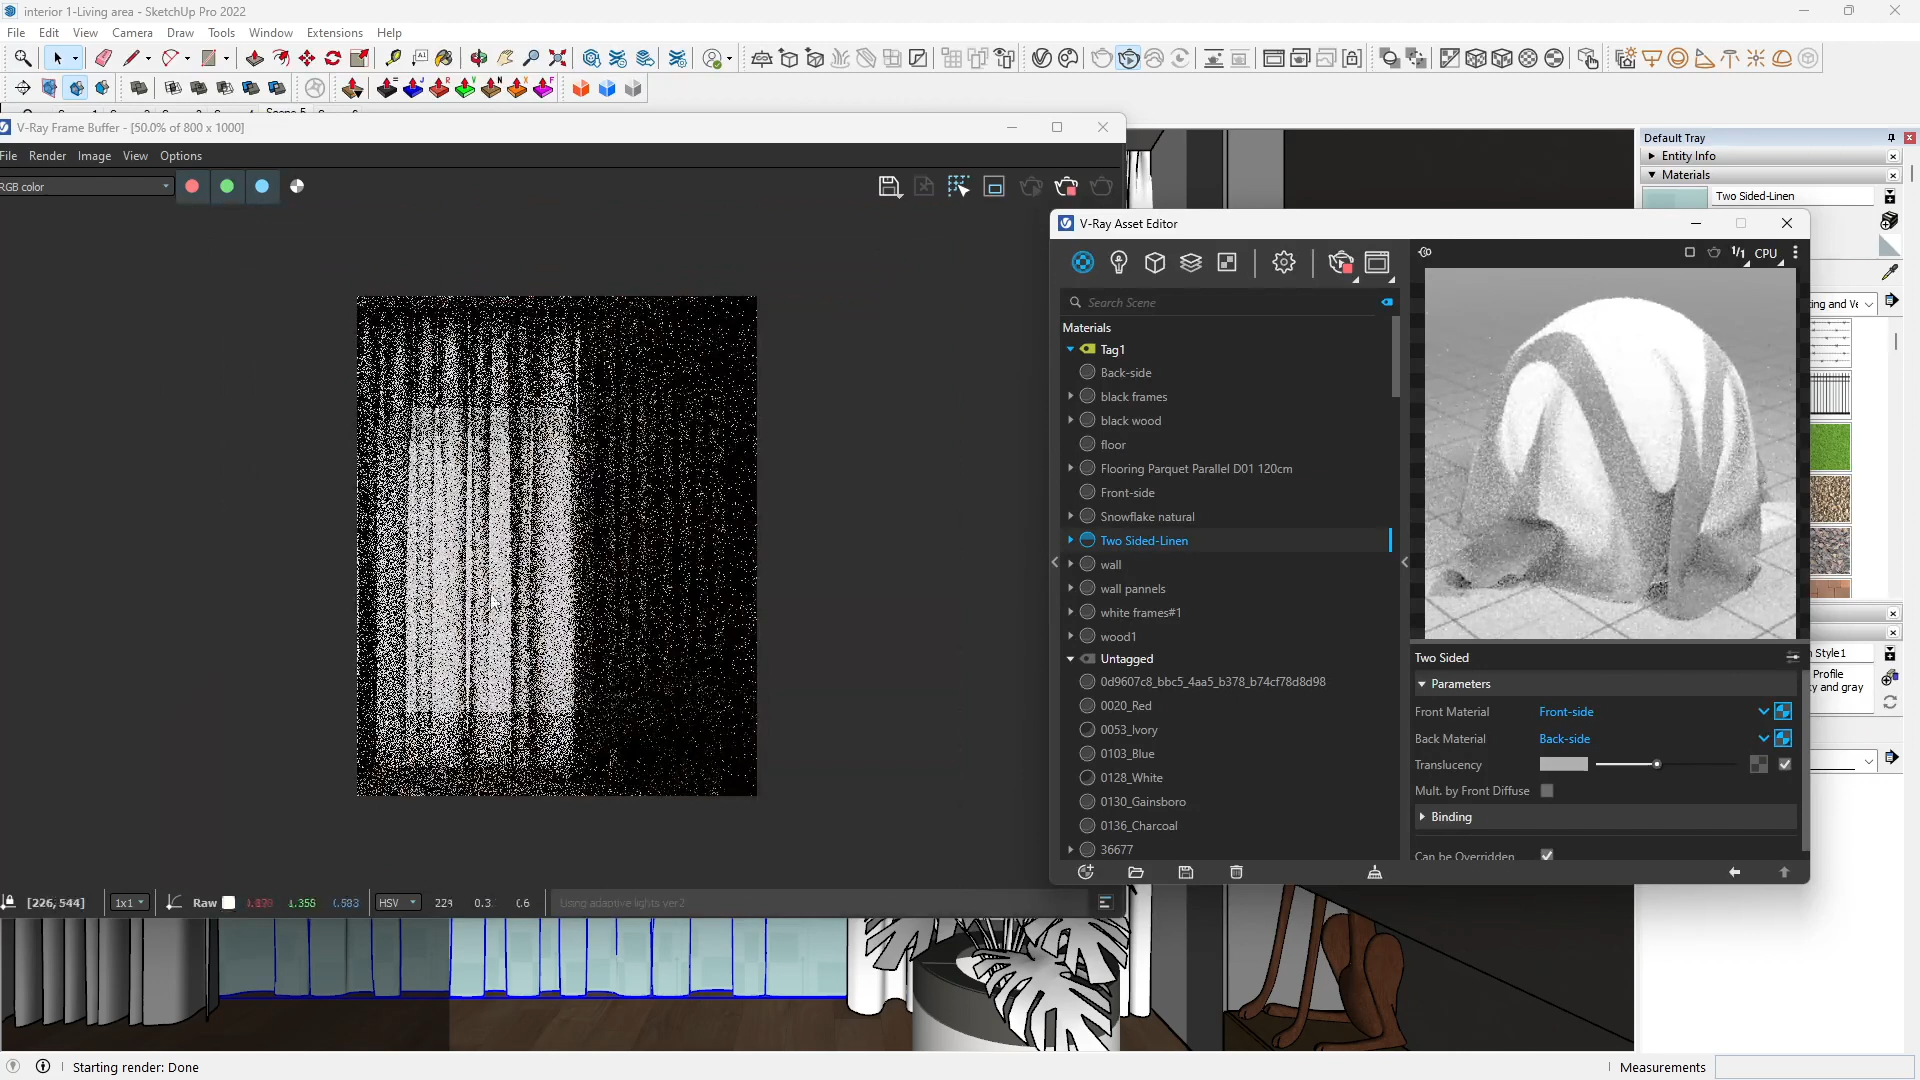 interior 1-Living area - SketchUp Pro 2022
File Edit View Camera Draw Tools Window Extensions Help
V-Ray Frame Buffer - [50.0% of 800 x 1000]
File Render Image View Options
RGB color
Default Tray
Entity Info
Materials
Two Sided-Linen
V-Ray Asset Editor
1/1 CPU
Search Scene
Materials
Tag1
Back-side
black frames
black wood
floor
Flooring Parquet Parallel D01 120cm
Front-side
Snowflake natural
Two Sided-Linen
wall
wall pannels
white frames#1
wood1
Untagged
0d9607c8_bbc5_4aa5_b378_b74cf78d8d98
0020_Red
0053_Ivory
0103_Blue
0128_White
0130_Gainsboro
0136_Charcoal
36677
Two Sided
Parameters
Front Material Front-side
Back Material Back-side
Translucency
Mult. by Front Diffuse
Binding
Can be Overridden
Style1
Profile
y and gray
[226, 544] 1x1 Raw HSV 0.3 Using adaptive lights ver2
Starting render: Done
Measurements